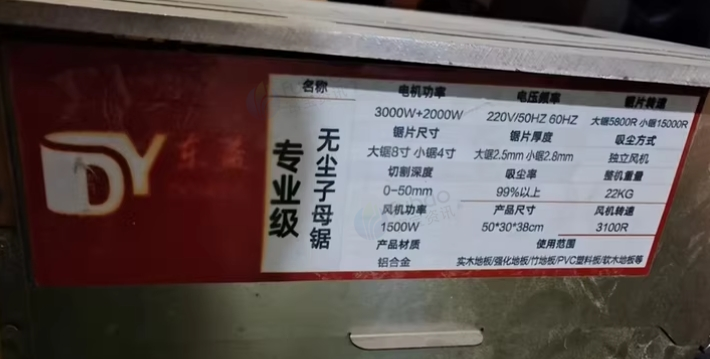 DY
名称
专业级
无尘子母锯
电机功率 电压频率 锯片转速
3000W+2000W 220V/50HZ 60HZ 大锯5800R 小锯15000R
锯片尺寸 锯片厚度 吸尘方式
大锯8寸 小锯4寸 大锯2.5mm 小锯2.8mm 独立风机
切割深度 吸尘率 整机重量
0-50mm 99%以上 22KG
风机功率 产品尺寸 风机转速
1500W 50*30*38cm 3100R
产品材质 使用范围
铝合金 实木地板/强化地板/竹地板/PVC塑料板/软木地板等